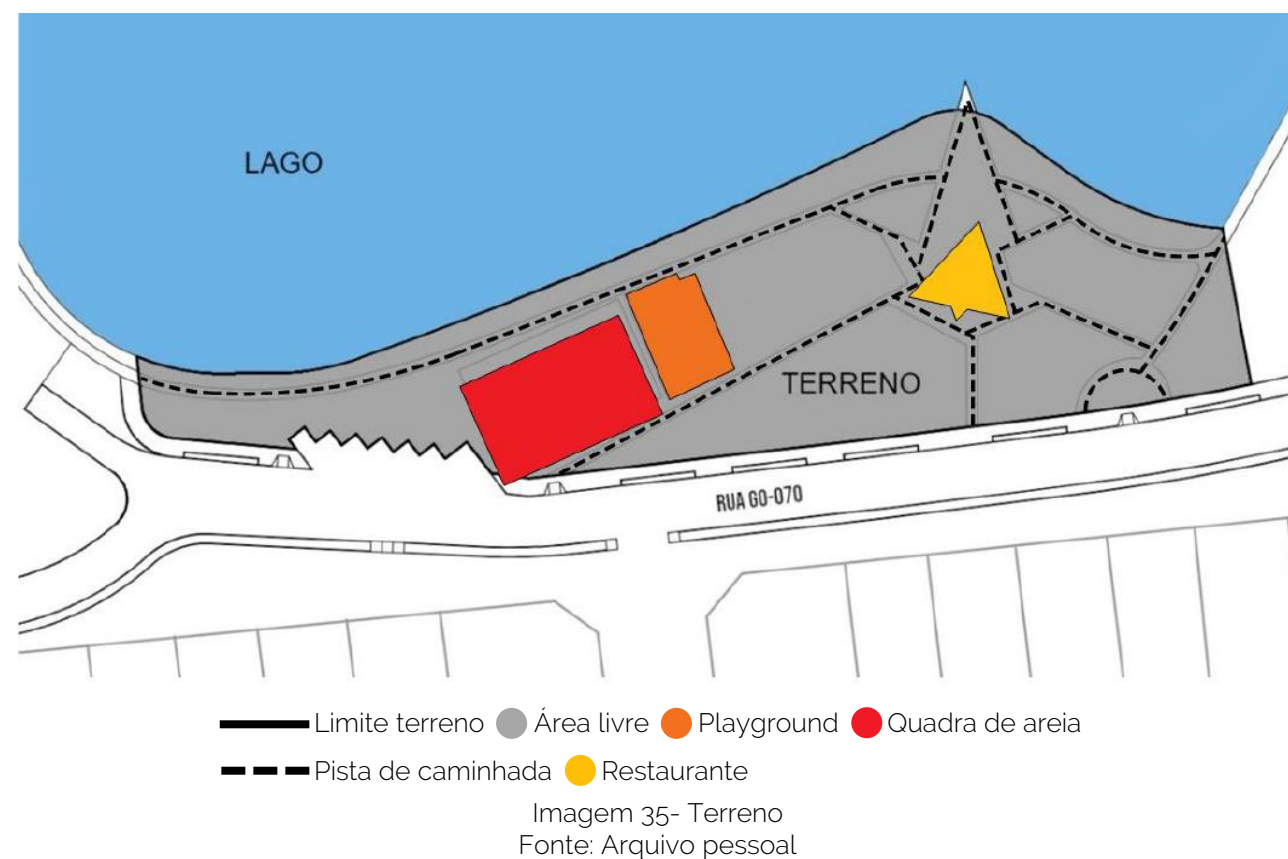 LAGO
TERRENO
RUA GO-070
Limite terreno Área livre Playground Quadra de areia
Pista de caminhada Restaurante
Imagem 35- Terreno
Fonte: Arquivo pessoal